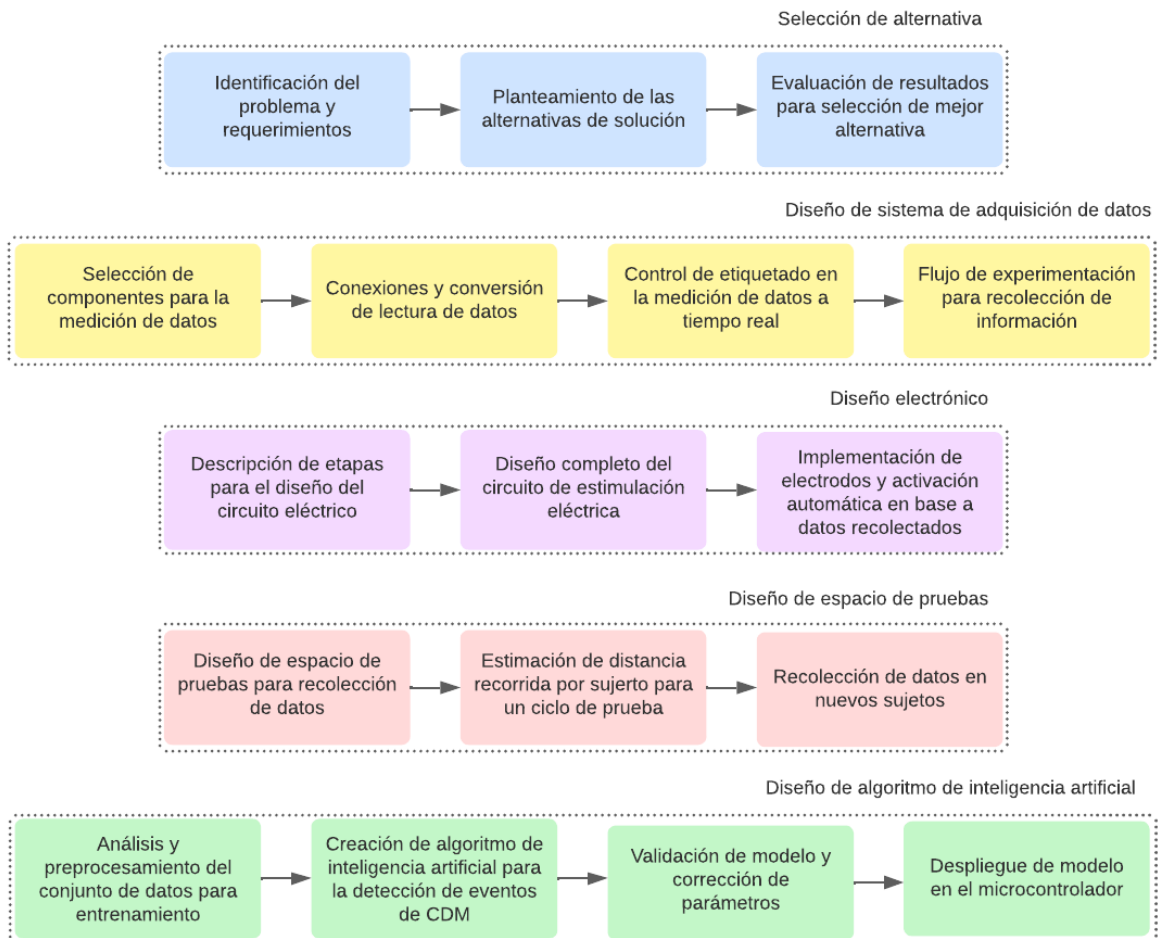 Selección de alternativa
Identificación del
problema y
requerimientos
Planteamiento de las
alternativas de solución
Evaluación de resultados
para selección de mejor
alternativa
Diseño de sistema de adquisición de datos
Selección de
componentes para la
medición de datos
Conexiones y conversión
de lectura de datos
Control de etiquetado en
la medición de datos a
tiempo real
Flujo de experimentación
para recolección de
información
Diseño electrónico
Descripción de etapas
para el diseño del
circuito eléctrico
Diseño completo del
circuito de estimulación
eléctrica
Implementación de
electrodos y activación
automática en base a
datos recolectados
Diseño de espacio de pruebas
Diseño de espacio de
pruebas para recolección
de datos
Estimación de distancia
recorrida por sujerto para
un ciclo de prueba
Recolección de datos en
nuevos sujetos
Diseño de algoritmo de inteligencia artificial
Análisis y
preprocesamiento del
conjunto de datos para
entrenamiento
Creación de algoritmo de
inteligencia artificial para
la detección de eventos
de CDM
Validación de modelo y
corrección de
parámetros
Despliegue de modelo
en el microcontrolador